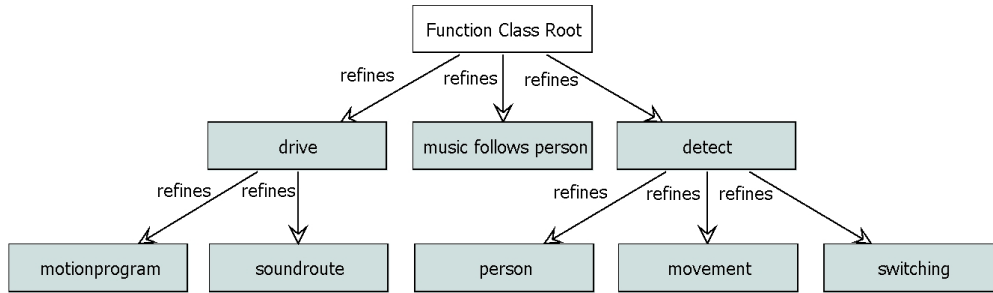 Function Class Root
refines
refines
refines
drive
music follows person
detect
refines
refines
refines
refines
refines
motionprogram
soundroute
person
movement
switching